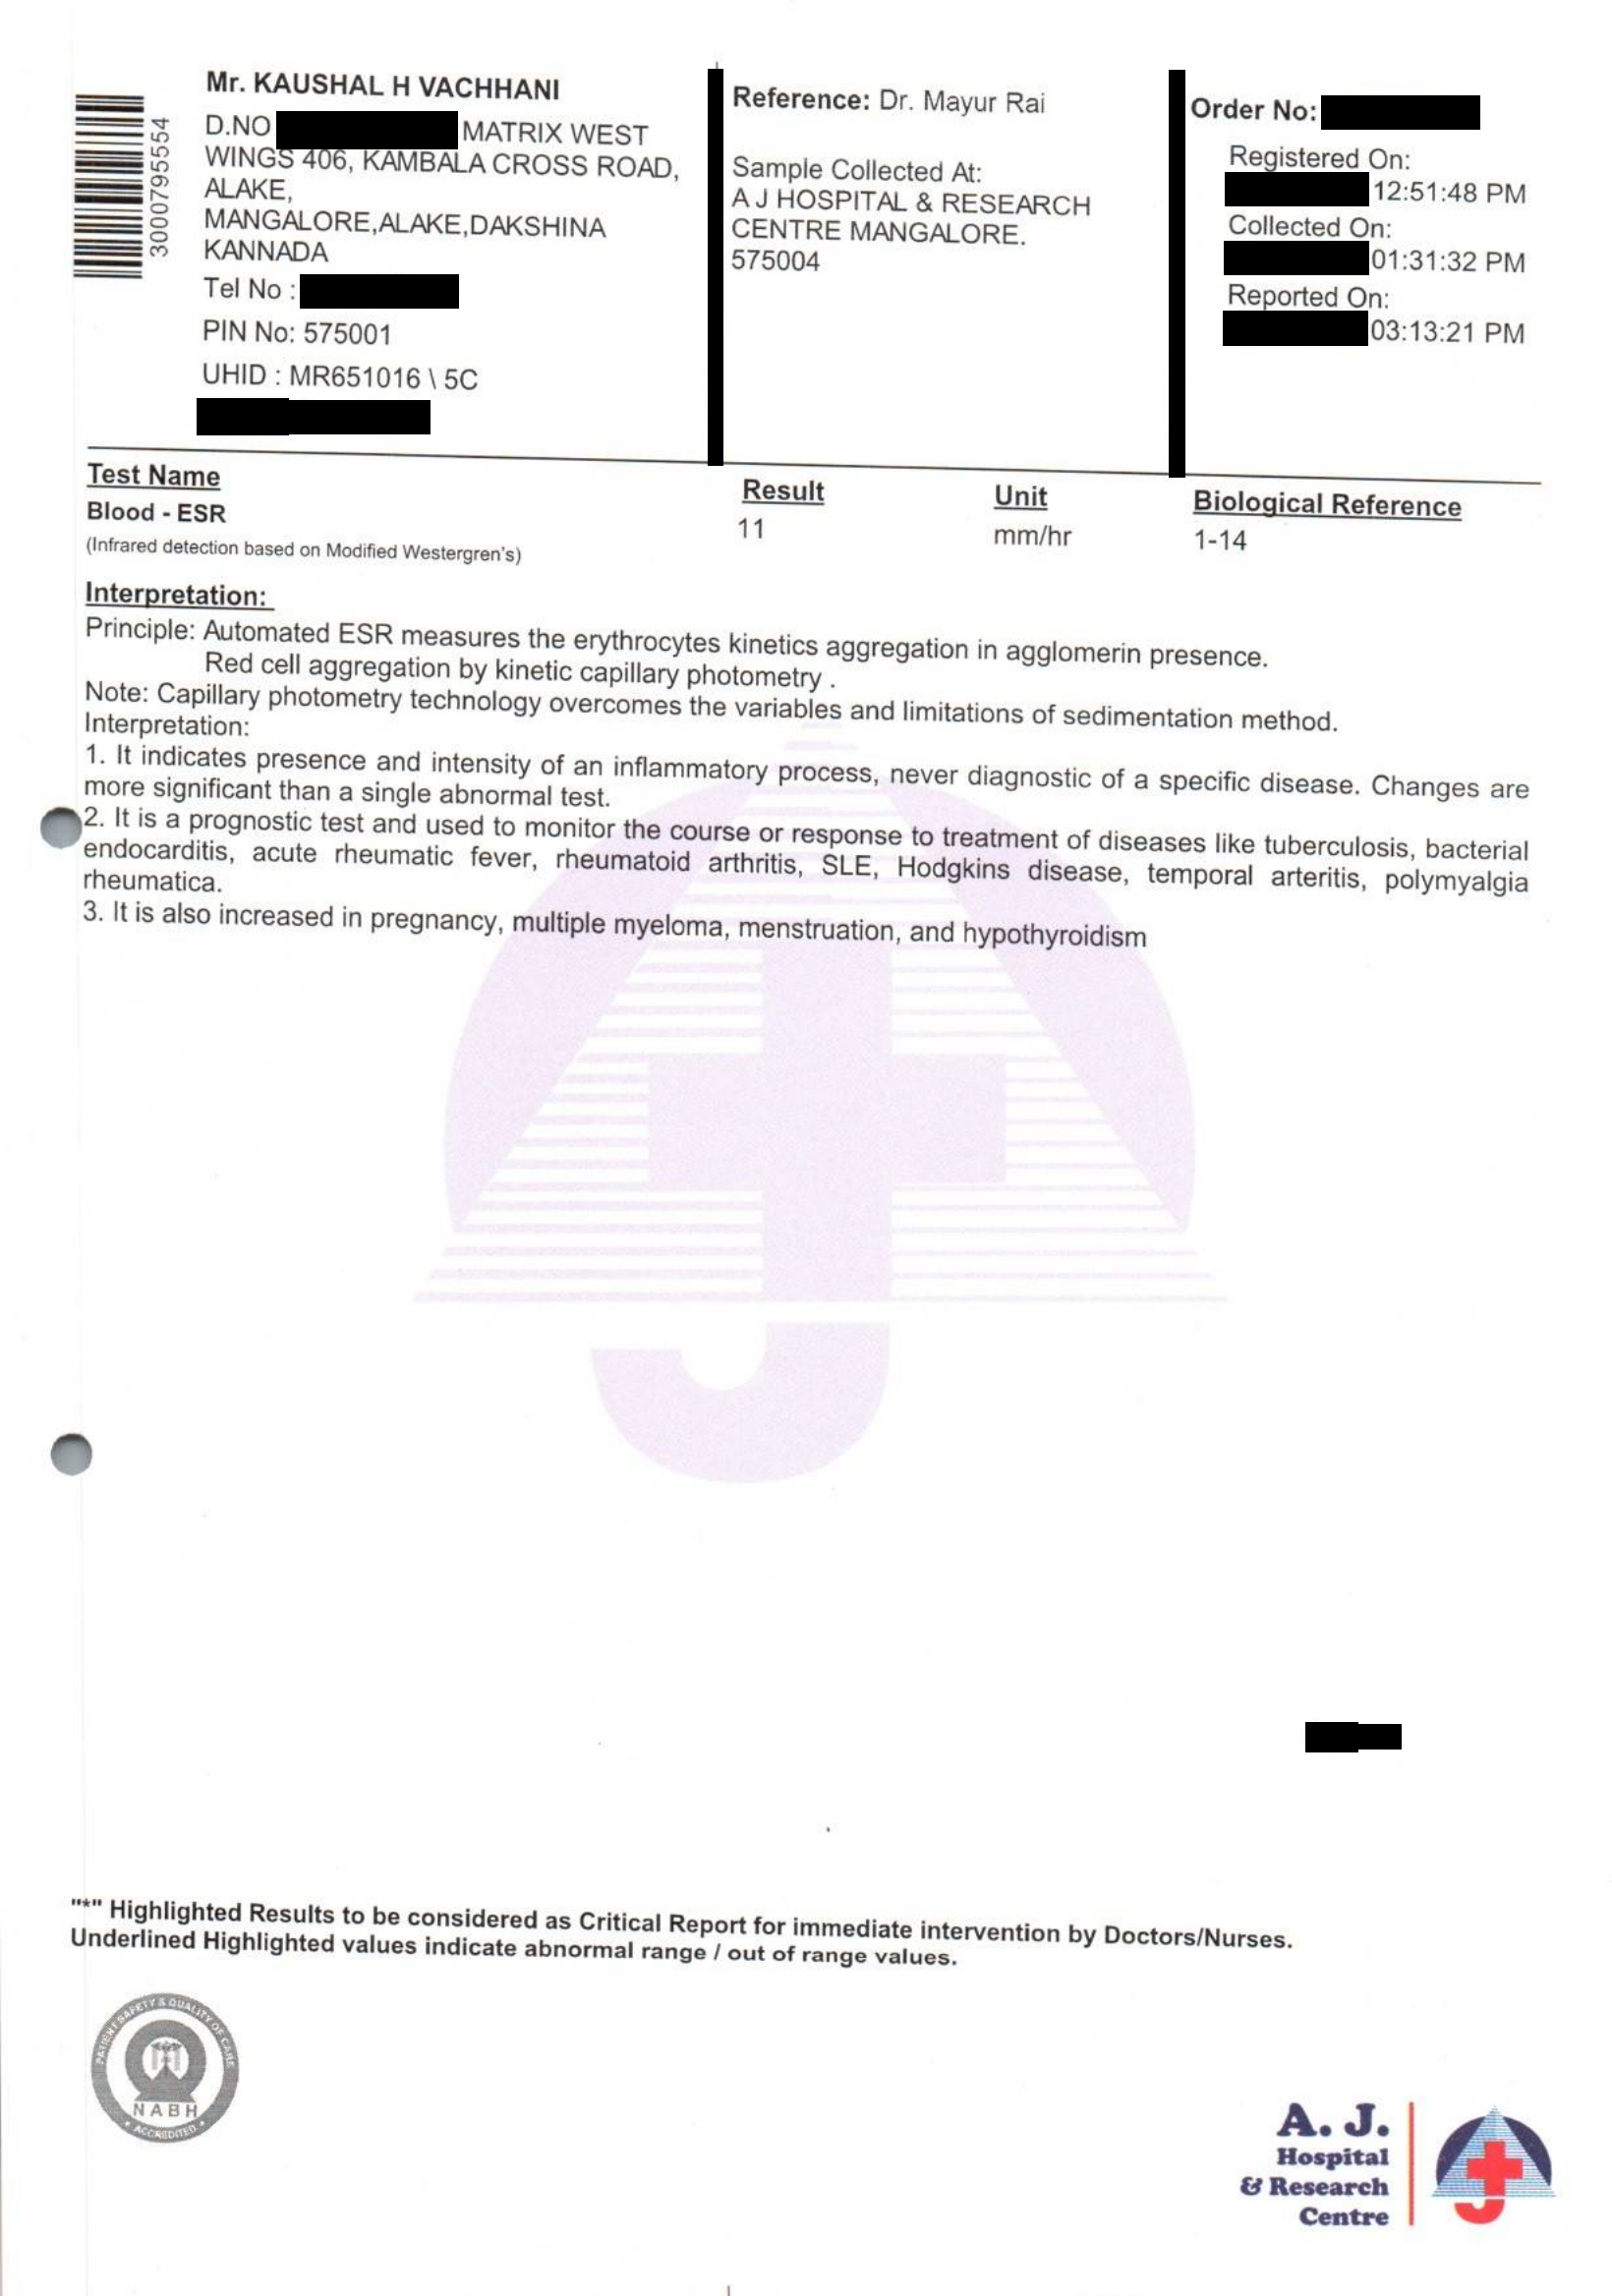 Mr. KAUSHAL H VACHHANI
D.NO MATRIX WEST
WINGS 406, KAMBALA CROSS ROAD,
ALAKE,
MANGALORE,ALAKE,DAKSHINA
KANNADA
Tel No :
PIN No: 575001
UHID : MR651016 \ 5C
3000795554
Reference: Dr. Mayur Rai
Sample Collected At:
A J HOSPITAL & RESEARCH
CENTRE MANGALORE.
575004
Order No:
Registered On:
12:51:48 PM
Collected On:
01:31:32 PM
Reported On:
03:13:21 PM
Test Name Result Unit Biological Reference
Blood - ESR 11 mm/hr 1-14
(Infrared detection based on Modified Westergren's)
Interpretation:
Principle: Automated ESR measures the erythrocytes kinetics aggregation in agglomerin presence.
Red cell aggregation by kinetic capillary photometry .
Note: Capillary photometry technology overcomes the variables and limitations of sedimentation method.
Interpretation:
1. It indicates presence and intensity of an inflammatory process, never diagnostic of a specific disease. Changes are
more significant than a single abnormal test.
2. It is a prognostic test and used to monitor the course or response to treatment of diseases like tuberculosis, bacterial
endocarditis, acute rheumatic fever, rheumatoid arthritis, SLE, Hodgkins disease, temporal arteritis, polymyalgia
rheumatica.
3. It is also increased in pregnancy, multiple myeloma, menstruation, and hypothyroidism
"*" Highlighted Results to be considered as Critical Report for immediate intervention by Doctors/Nurses.
Underlined Highlighted values indicate abnormal range / out of range values.
PATIENT SAFETY & QUALITY OF CARE
NABH
ACCREDITED
A. J.
Hospital
& Research
Centre